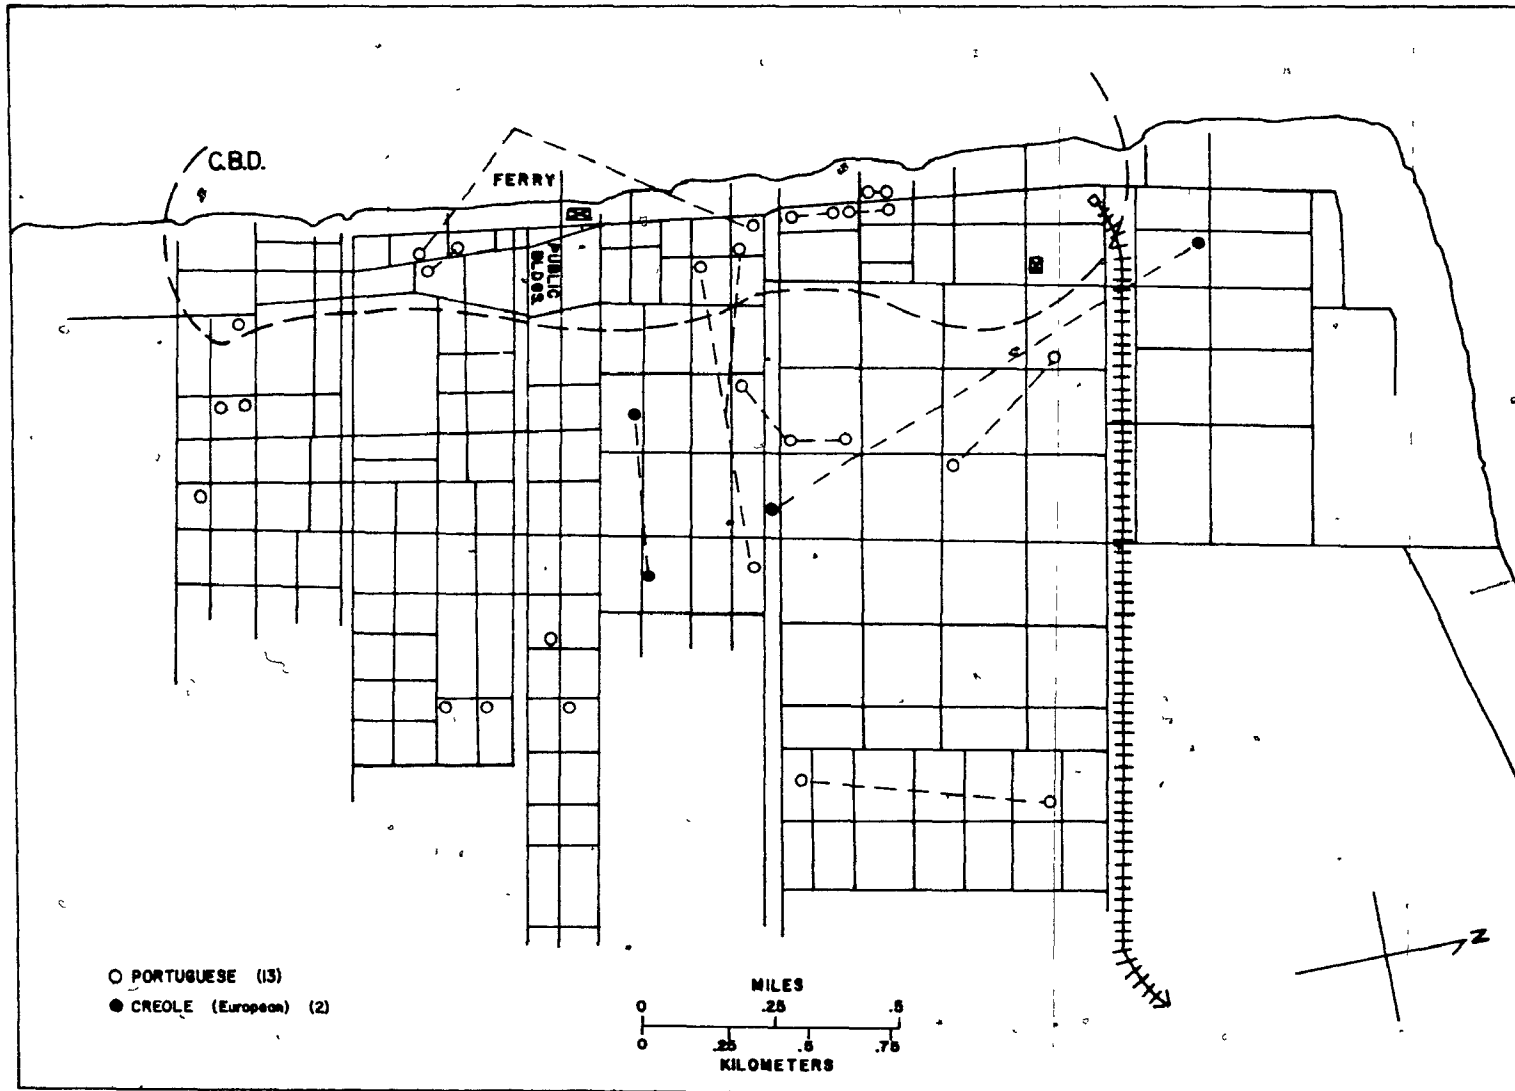 C.B.D.
FERRY
PUBLIC
BLDGS.
○ PORTUGUESE (13)
● CREOLE (European) (2)
MILES
0 .25 .5
0 .25 .5 .75
KILOMETERS
N